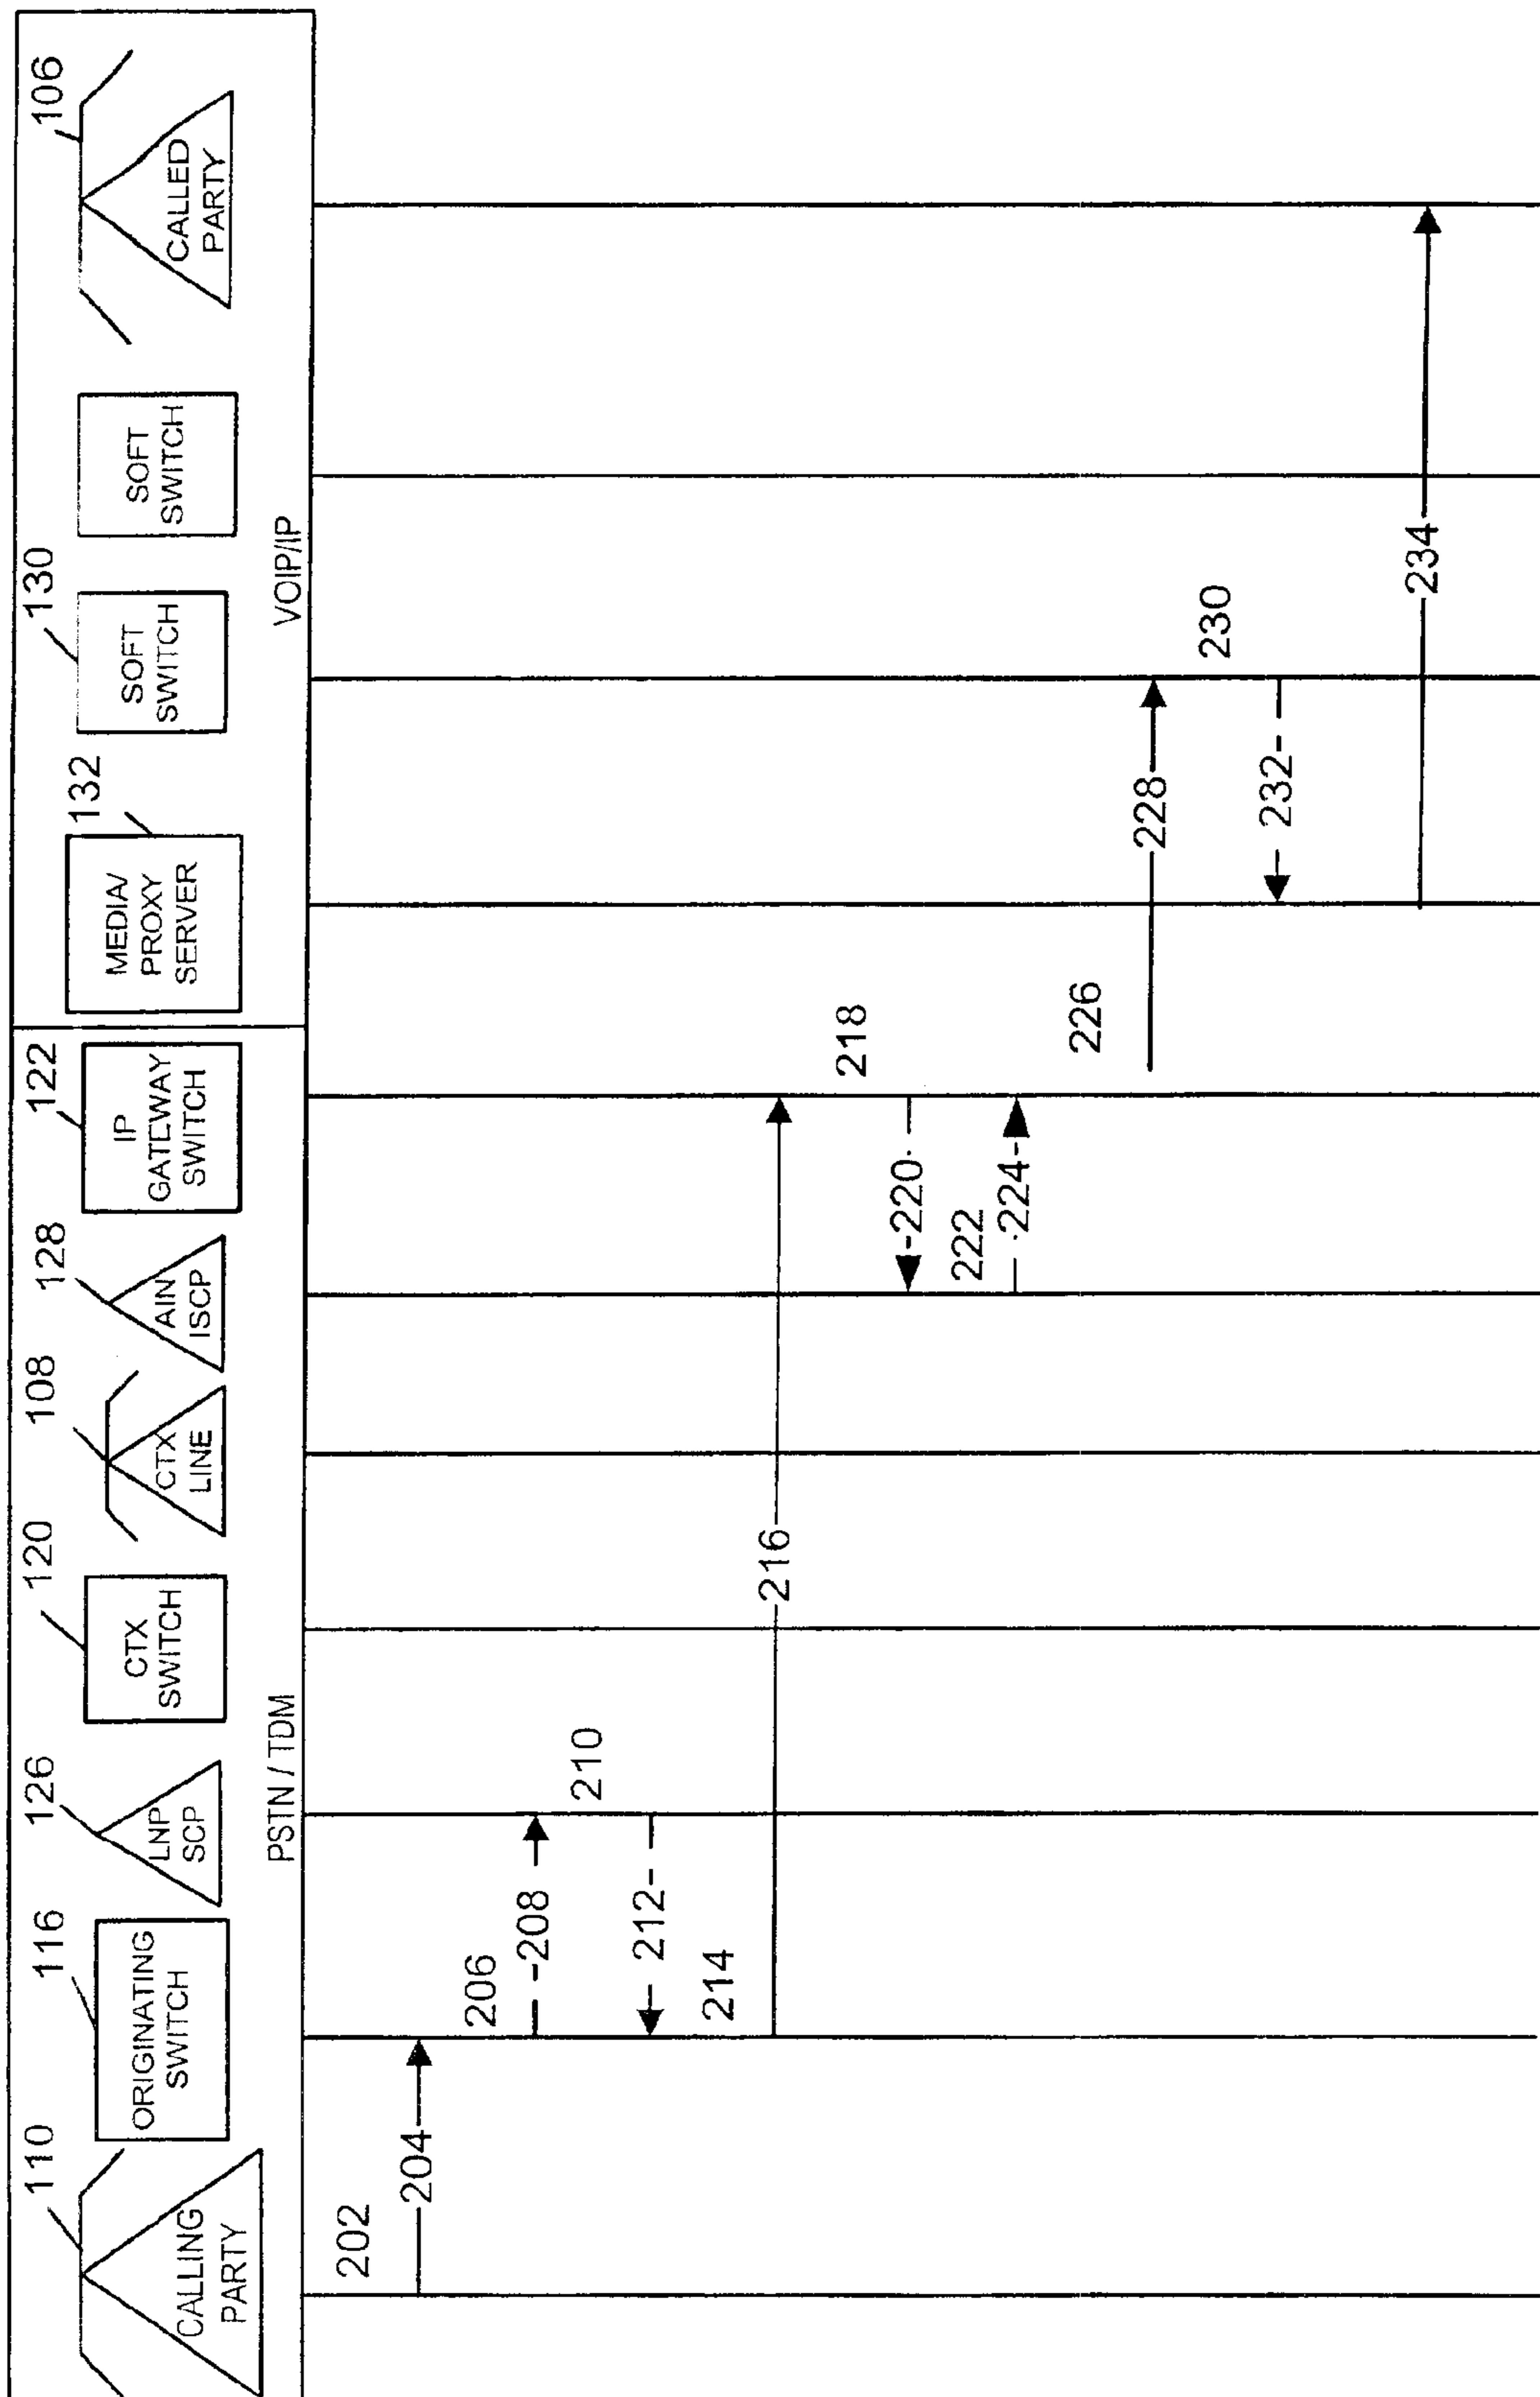 110
116
126
120
108
128
122
132
130
106
CALLING
PARTY
ORIGINATING
SWITCH
LNP
SCP
CTX
SWITCH
CTX
LINE
AIN
ISCP
IP
GATEWAY
SWITCH
MEDIA/
PROXY
SERVER
SOFT
SWITCH
SOFT
SWITCH
CALLED
PARTY
PSTN / TDM
VOIP/IP
202
204
206
208
210
212
214
216
218
220
222
224
226
228
230
232
234